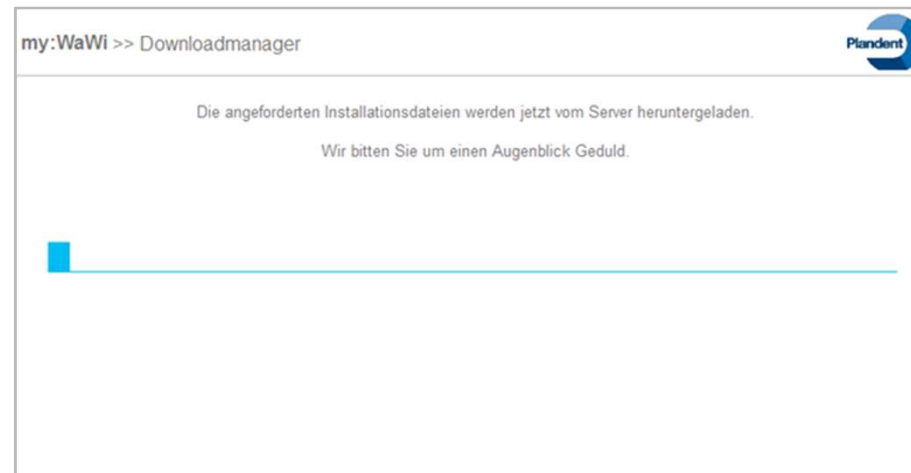 my:WaWi >> Downloadmanager
Plandent
Die angeforderten Installationsdateien werden jetzt vom Server heruntergeladen.
Wir bitten Sie um einen Augenblick Geduld.